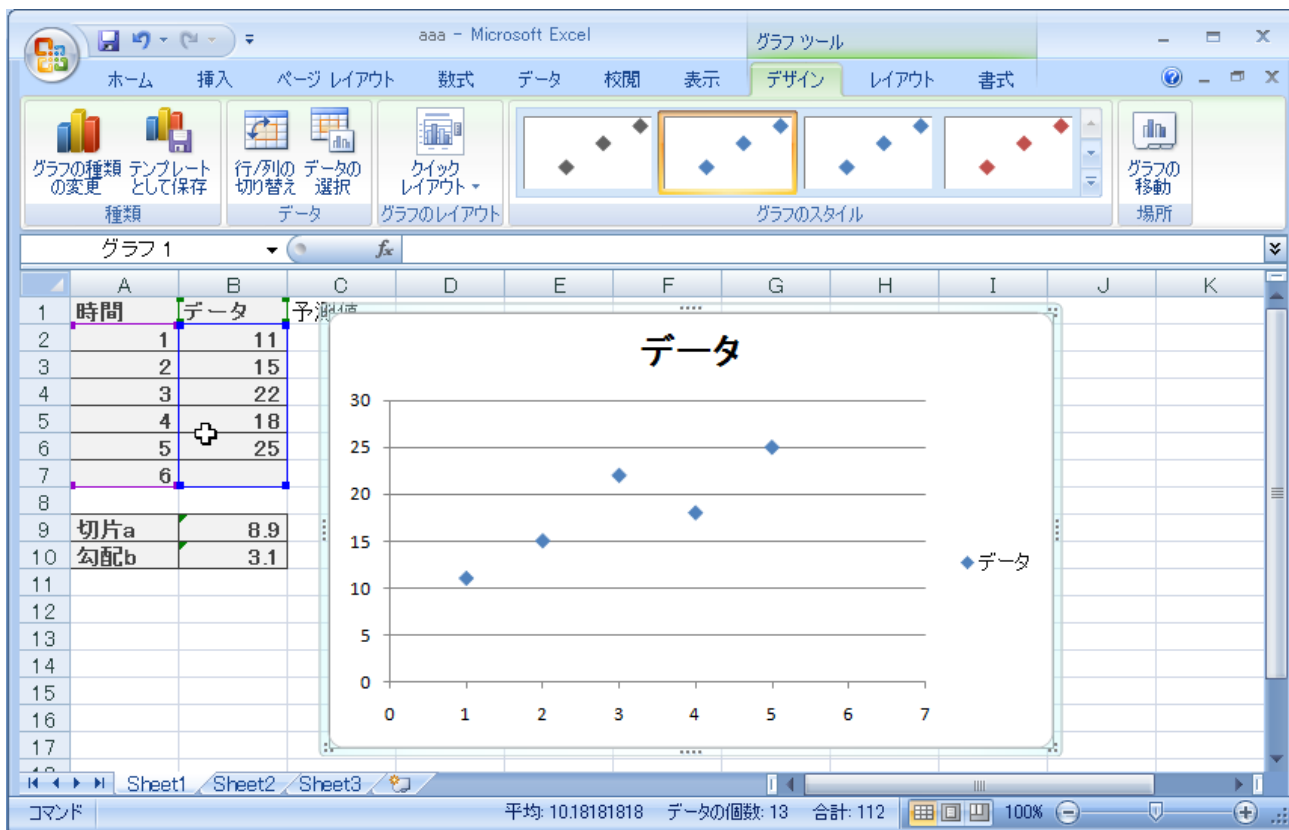 aaa - Microsoft Excel
グラフ ツール
ホーム 挿入 ページ レイアウト 数式 データ 校閲 表示 デザイン レイアウト 書式
グラフの種類の変更
テンプレートとして保存
行/列の切り替え
データの選択
クイックレイアウト
グラフの移動
種類 データ グラフのレイアウト グラフのスタイル 場所
グラフ 1 fx
A B C D E F G H I J K
1 時間 データ 予測値
2 1 11
3 2 15
4 3 22
5 4 18
6 5 25
7 6
8
9 切片a 8.9
10 勾配b 3.1
11
12
13
14
15
16
17
データ
30
25
20
15
10
5
0
0 1 2 3 4 5 6 7
データ
Sheet1 Sheet2 Sheet3
コマンド 平均: 10.18181818 データの個数: 13 合計: 112 100%